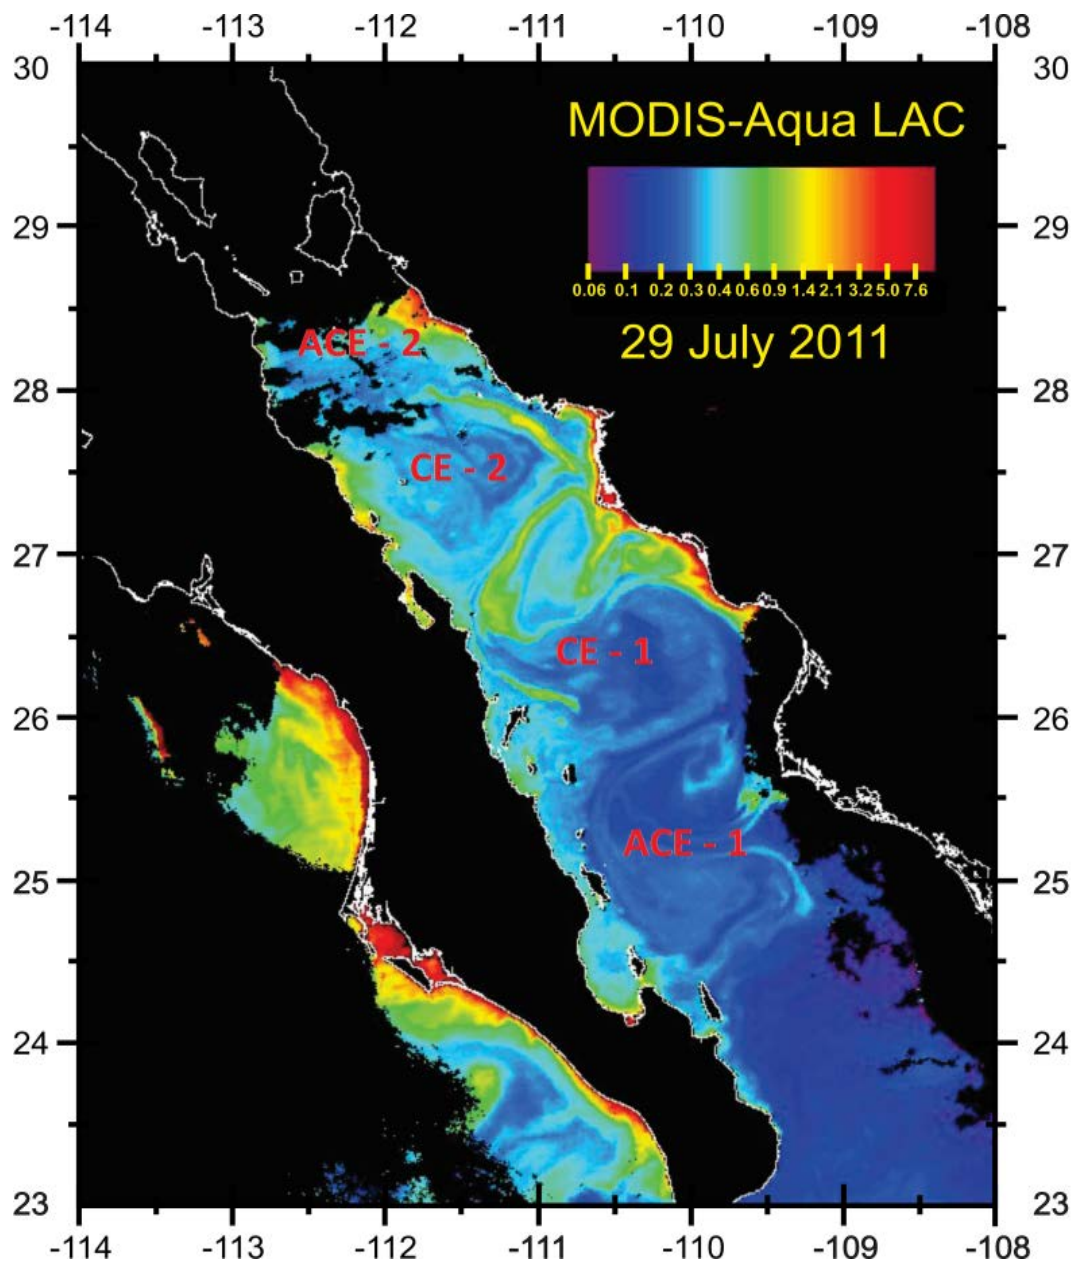 -114 -113 -112 -111 -110 -109 -108
30 30
MODIS-Aqua LAC
29 29
0.06 0.1 0.2 0.3 0.4 0.6 0.9 1.4 2.1 3.2 5.0 7.6
29 July 2011
ACE - 2
28 28
CE - 2
27 27
CE - 1
26 26
ACE - 1
25 25
24 24
23 23
-114 -113 -112 -111 -110 -109 -108